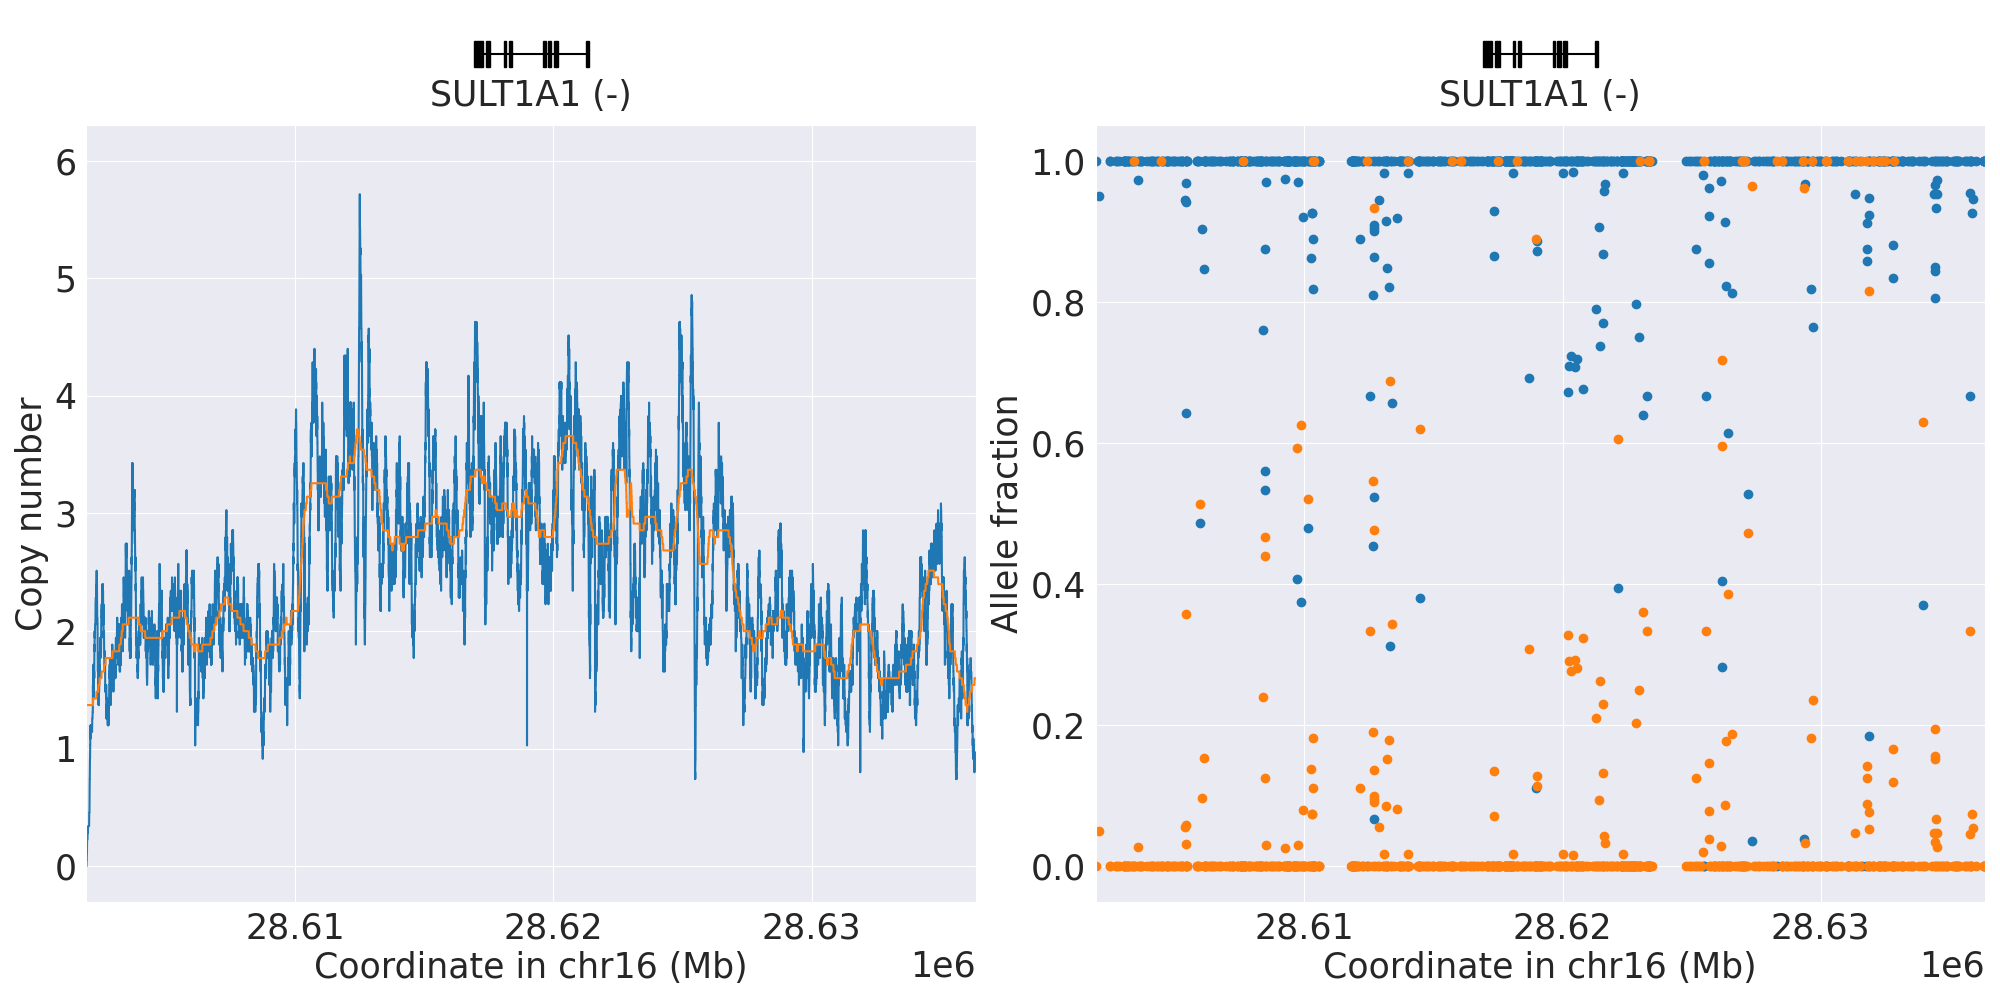 SULT1A1 (-)
6
5
4
3
2
1
0
Copy number
28.61
28.62
28.63
Coordinate in chr16 (Mb)
1e6
SULT1A1 (-)
1.0
0.8
0.6
0.4
0.2
0.0
Allele fraction
28.61
28.62
28.63
Coordinate in chr16 (Mb)
1e6